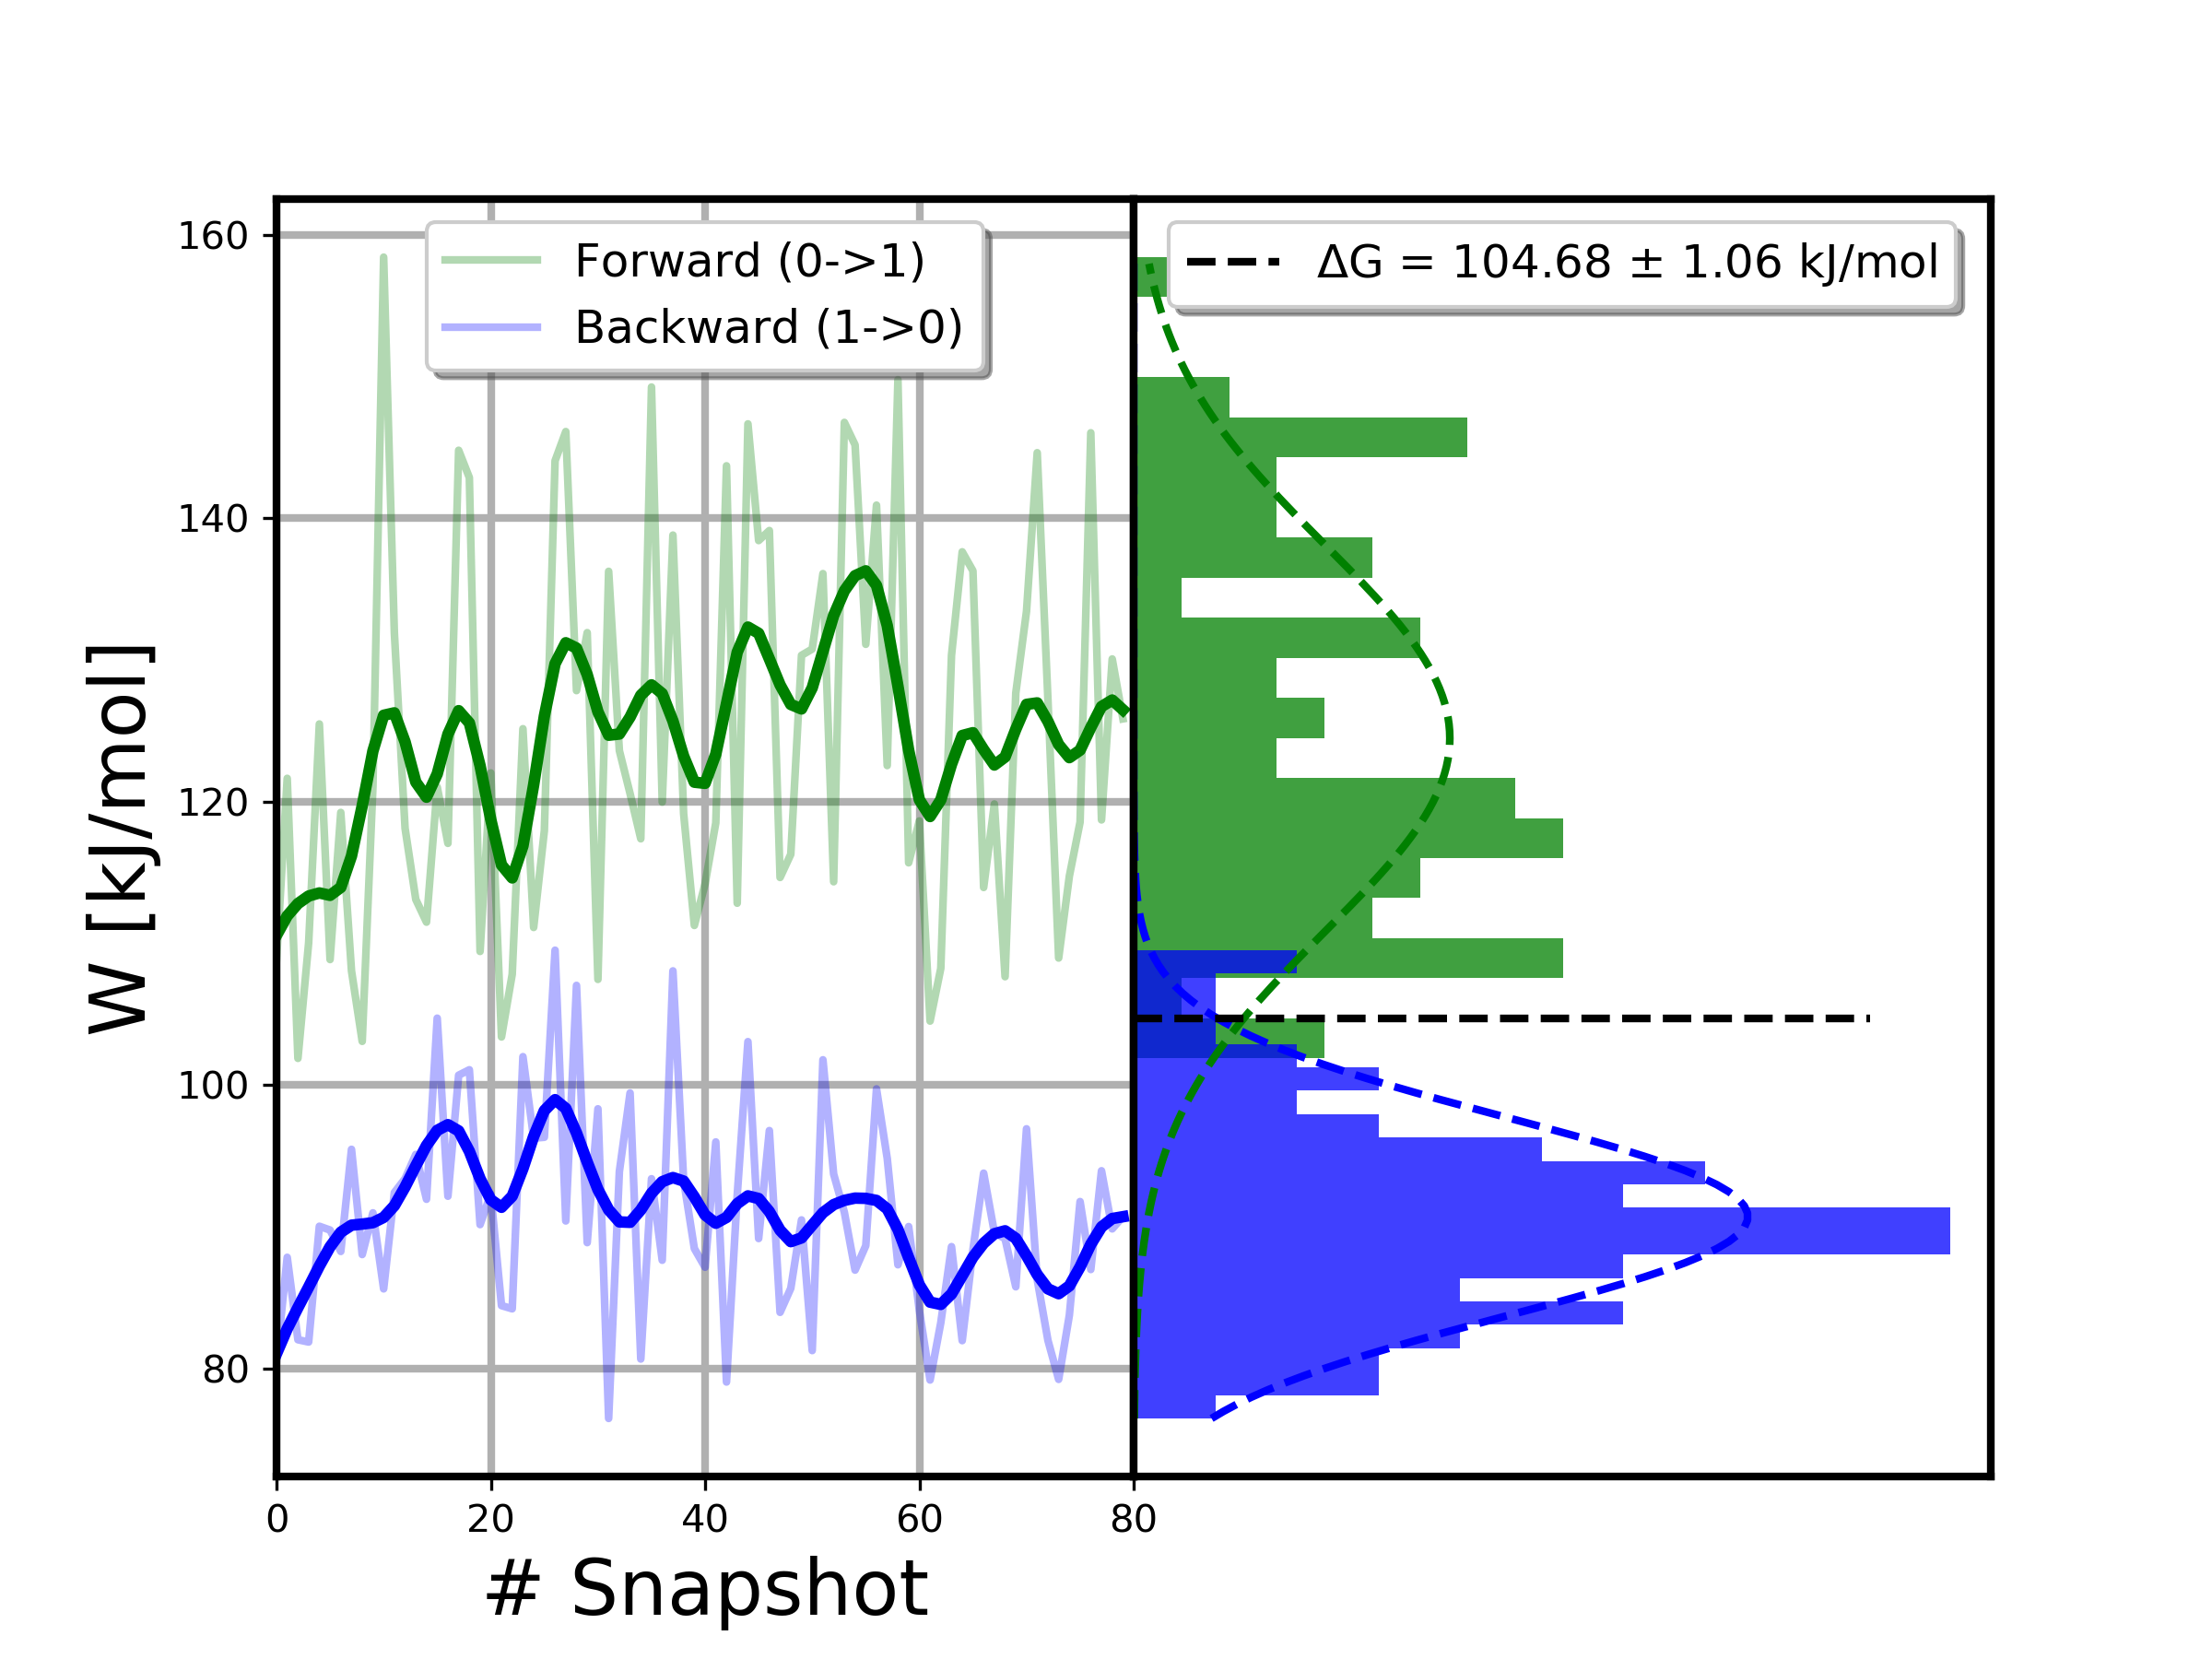 Forward (0->1)
Backward (1->0)
ΔG = 104.68 ± 1.06 kJ/mol
W [kJ/mol]
160
140
120
100
80
0 20 40 60 80
# Snapshot